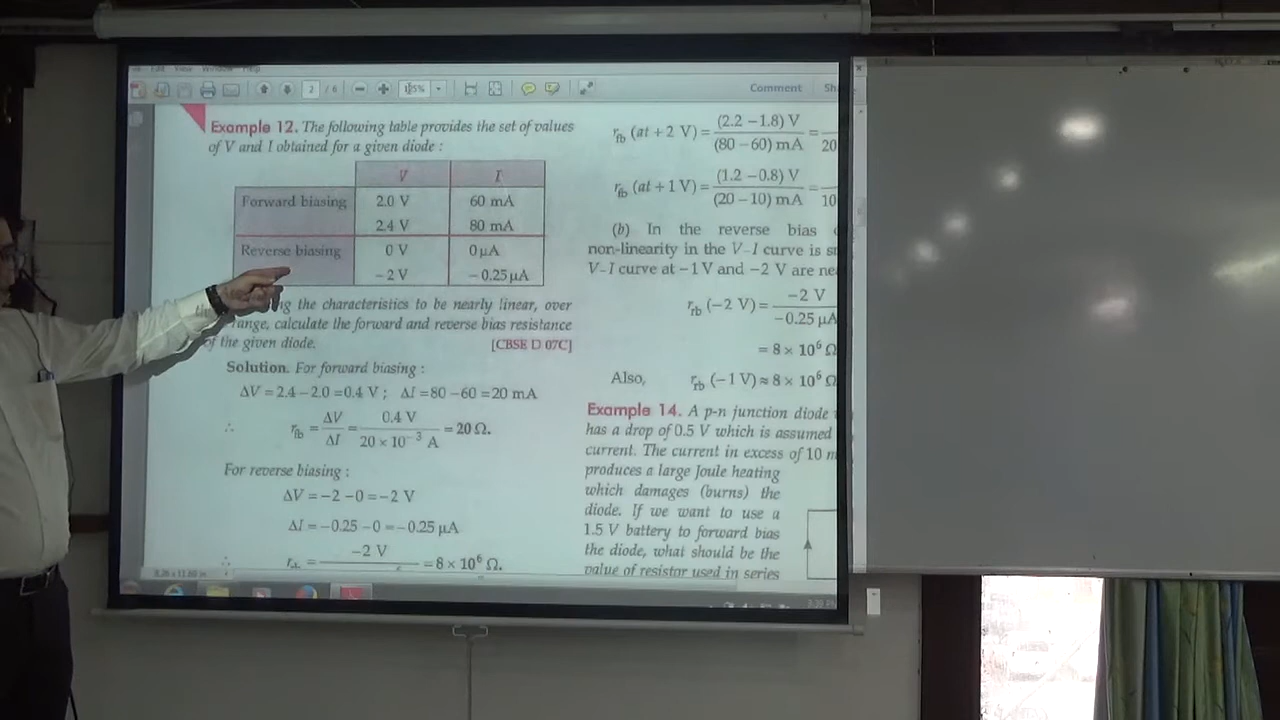 Edit View Window Help
2 / 6
Comment
Example 12. The following table provides the set of values
of V and I obtained for a given diode :
V I
Forward biasing 2.0 V 60 mA
2.4 V 80 mA
Reverse biasing 0 V 0 μA
−2 V −0.25 μA
the characteristics to be nearly linear, over
range, calculate the forward and reverse bias resistance
of the given diode. [CBSE D 07C]
Solution. For forward biasing :
ΔV = 2.4 − 2.0 = 0.4 V ; ΔI = 80 − 60 = 20 mA
∴ r_fb = ΔV / ΔI = 0.4 V / 20 × 10⁻³ A = 20 Ω.
For reverse biasing :
ΔV = −2 − 0 = −2 V
ΔI = −0.25 − 0 = −0.25 μA
∴ −2 V = 8 × 10⁶ Ω.
r_fb (at + 2 V) = (2.2 − 1.8) V / (80 − 60) mA = 20
r_fb (at + 1 V) = (1.2 − 0.8) V / (20 − 10) mA = 10
(b) In the reverse bias
non-linearity in the V–I curve is
V–I curve at −1 V and −2 V are
r_rb (−2 V) = −2 V / −0.25 μA
= 8 × 10⁶ Ω
Also, r_rb (−1 V) ≈ 8 × 10⁶ Ω
Example 14. A p-n junction diode
has a drop of 0.5 V which is assumed
current. The current in excess of 10
produces a large Joule heating
which damages (burns) the
diode. If we want to use a
1.5 V battery to forward bias
the diode, what should be the
value of resistor used in series